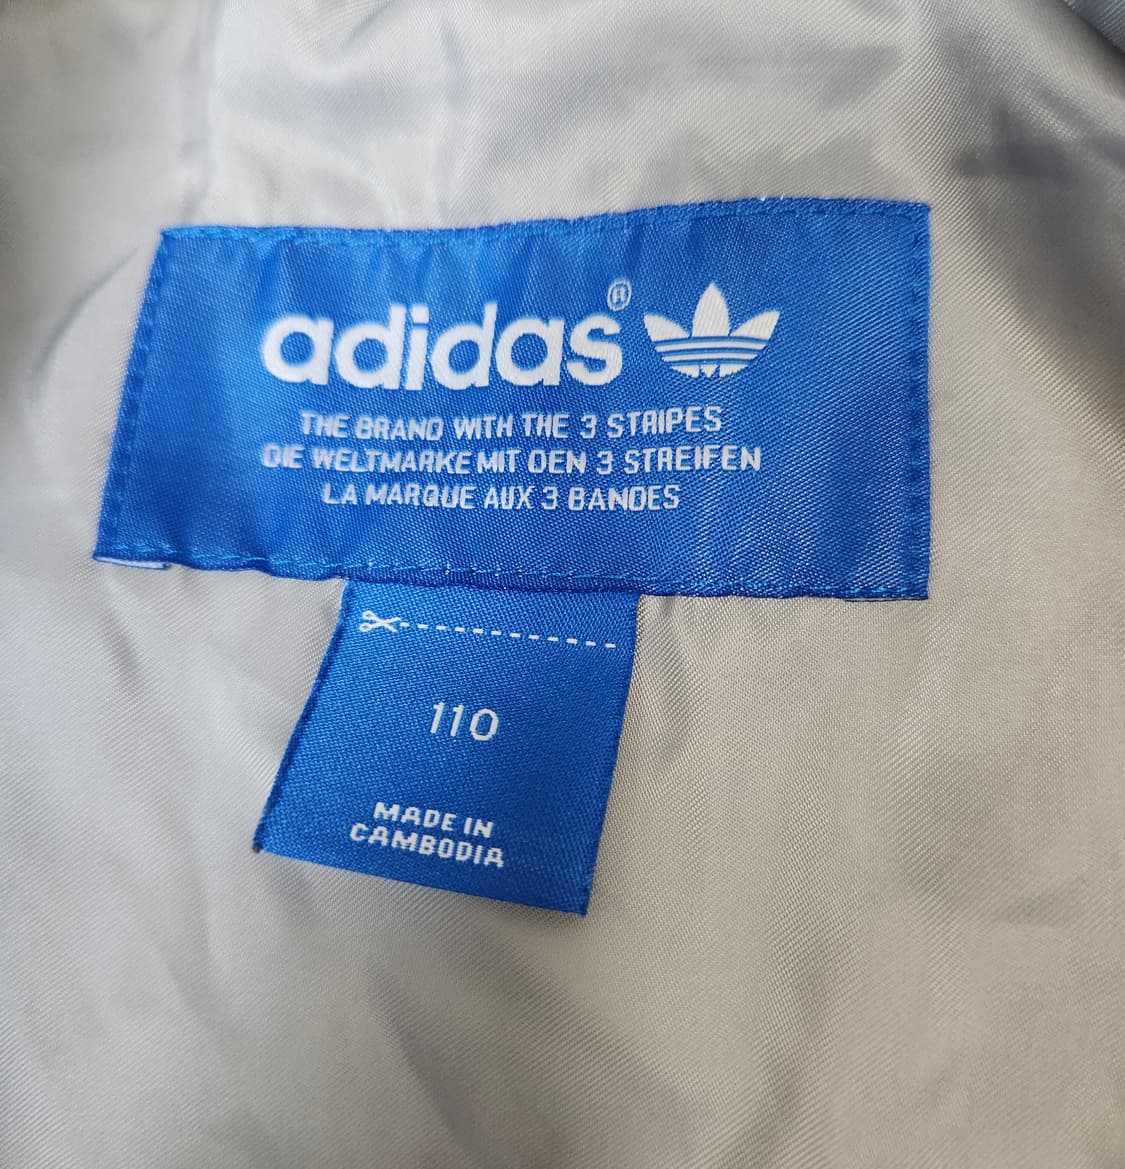 adidas®
THE BRAND WITH THE 3 STRIPES
DIE WELTMARKE MIT DEN 3 STREIFEN
LA MARQUE AUX 3 BANDES
110
MADE IN
CAMBODIA